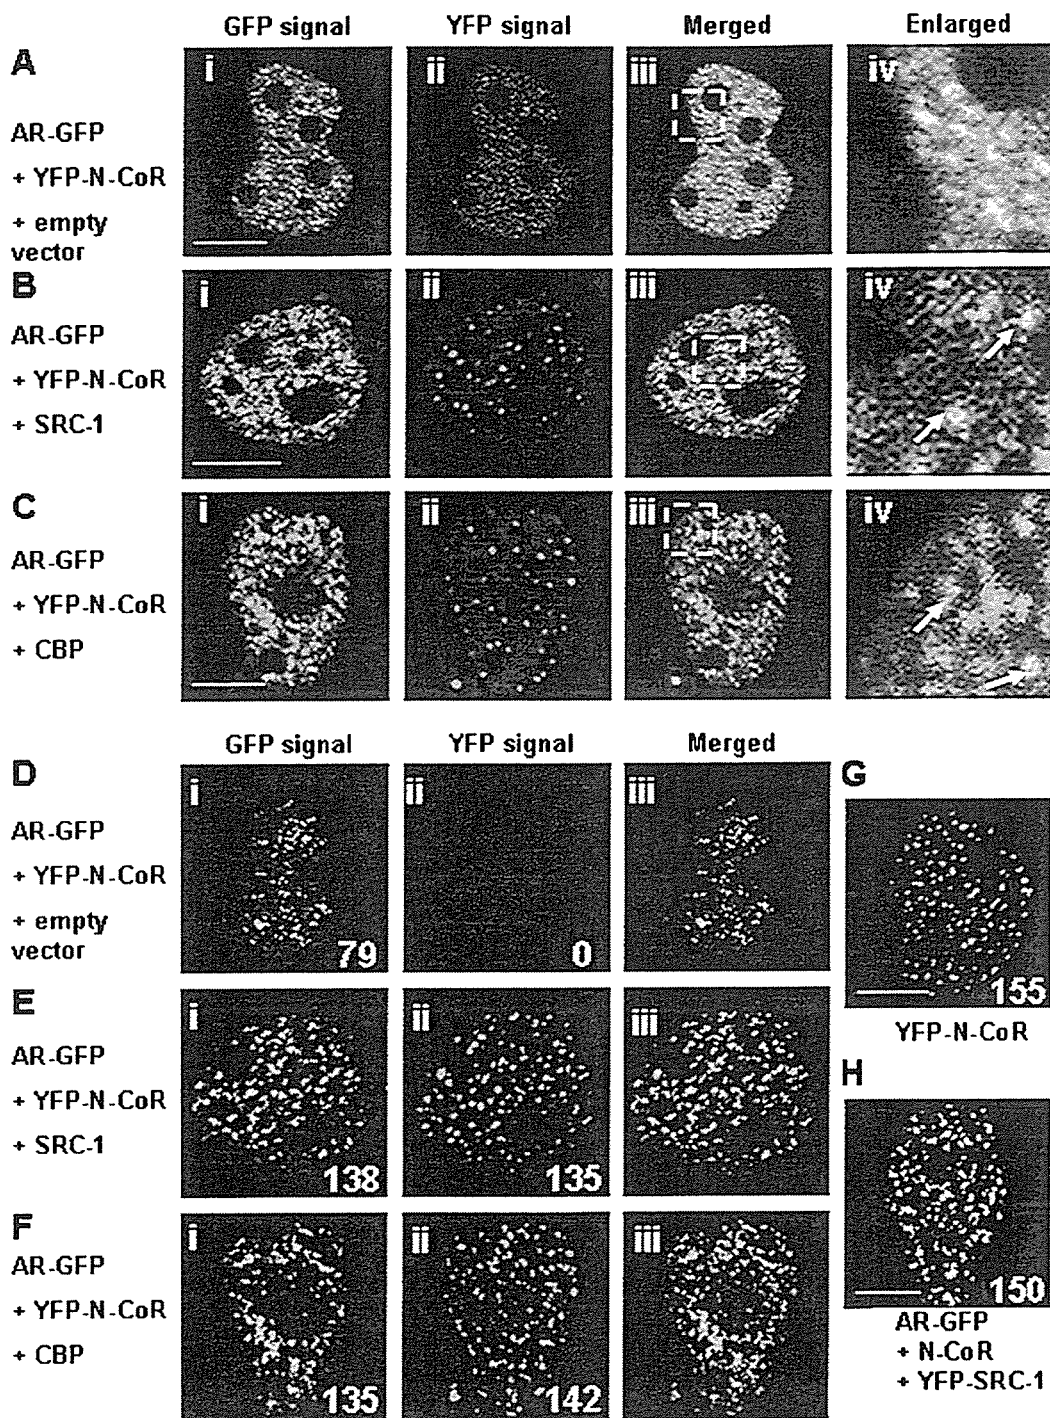 GFP signal YFP signal Merged Enlarged
A
i ii iii iv
AR-GFP
+ YFP-N-CoR
+ empty
vector
B
i ii iii iv
AR-GFP
+ YFP-N-CoR
+ SRC-1
C
i ii iii iv
AR-GFP
+ YFP-N-CoR
+ CBP
GFP signal YFP signal Merged
D
i ii iii
AR-GFP
+ YFP-N-CoR
+ empty
vector
79 0
E
i ii iii
AR-GFP
+ YFP-N-CoR
+ SRC-1
138 135
F
i ii iii
AR-GFP
+ YFP-N-CoR
+ CBP
135 142
G
155
YFP-N-CoR
H
150
AR-GFP
+ N-CoR
+ YFP-SRC-1